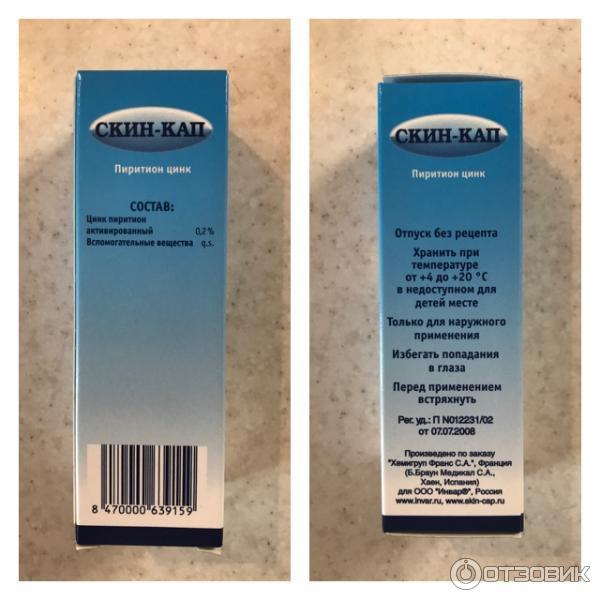 СКИН-КАП
Пиритион цинк
СОСТАВ:
Цинк пиритион
активированный 0,2%
Вспомогательные вещества q.s.
8 470000 639159
СКИН-КАП
Пиритион цинк
Отпуск без рецепта
Хранить при
температуре
от +4 до +20 °C
в недоступном для
детей месте
Только для наружного
применения
Избегать попадания
в глаза
Перед применением
встряхнуть
Рег. уд.: П N012231/02
от 07.07.2008
Произведено по заказу
"Хемигруп Франс С.А.", Франция
(Б.Браун Медикал С.А.,
Хаен, Испания)
для ООО "Инвар®", Россия
www.invar.ru, www.skin-cap.ru
ОТЗОВИК